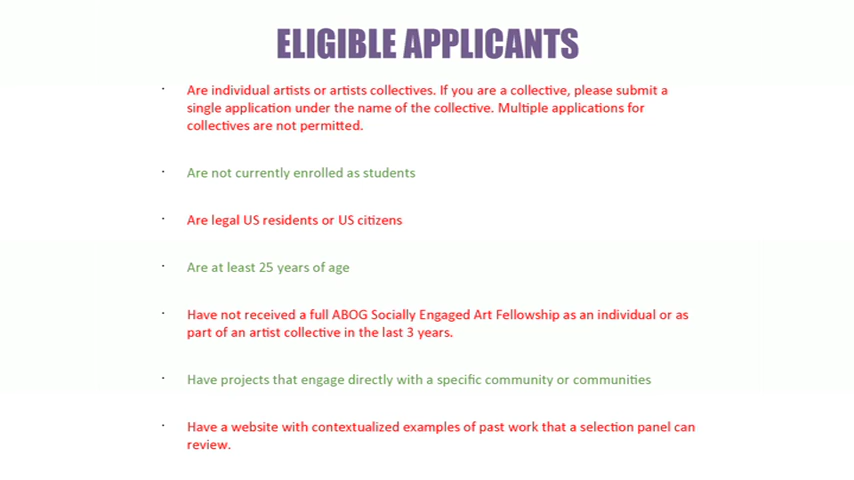 ELIGIBLE APPLICANTS
· Are individual artists or artists collectives. If you are a collective, please submit a
single application under the name of the collective. Multiple applications for
collectives are not permitted.
· Are not currently enrolled as students
· Are legal US residents or US citizens
· Are at least 25 years of age
· Have not received a full ABOG Socially Engaged Art Fellowship as an individual or as
part of an artist collective in the last 3 years.
· Have projects that engage directly with a specific community or communities
· Have a website with contextualized examples of past work that a selection panel can
review.